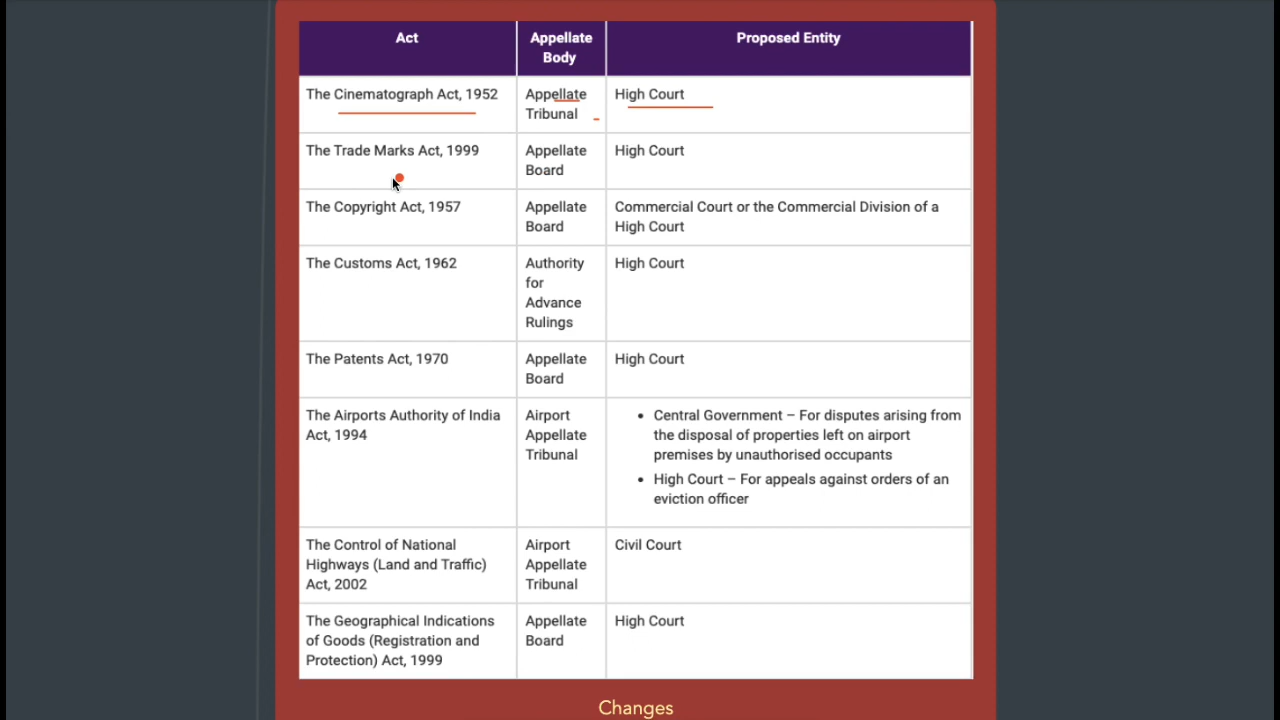 Act
Appellate
Body
Proposed Entity
The Cinematograph Act, 1952
Appellate
Tribunal
High Court
The Trade Marks Act, 1999
Appellate
Board
High Court
The Copyright Act, 1957
Appellate
Board
Commercial Court or the Commercial Division of a
High Court
The Customs Act, 1962
Authority
for
Advance
Rulings
High Court
The Patents Act, 1970
Appellate
Board
High Court
The Airports Authority of India
Act, 1994
Airport
Appellate
Tribunal
• Central Government – For disputes arising from
the disposal of properties left on airport
premises by unauthorised occupants
• High Court – For appeals against orders of an
eviction officer
The Control of National
Highways (Land and Traffic)
Act, 2002
Airport
Appellate
Tribunal
Civil Court
The Geographical Indications
of Goods (Registration and
Protection) Act, 1999
Appellate
Board
High Court
Changes